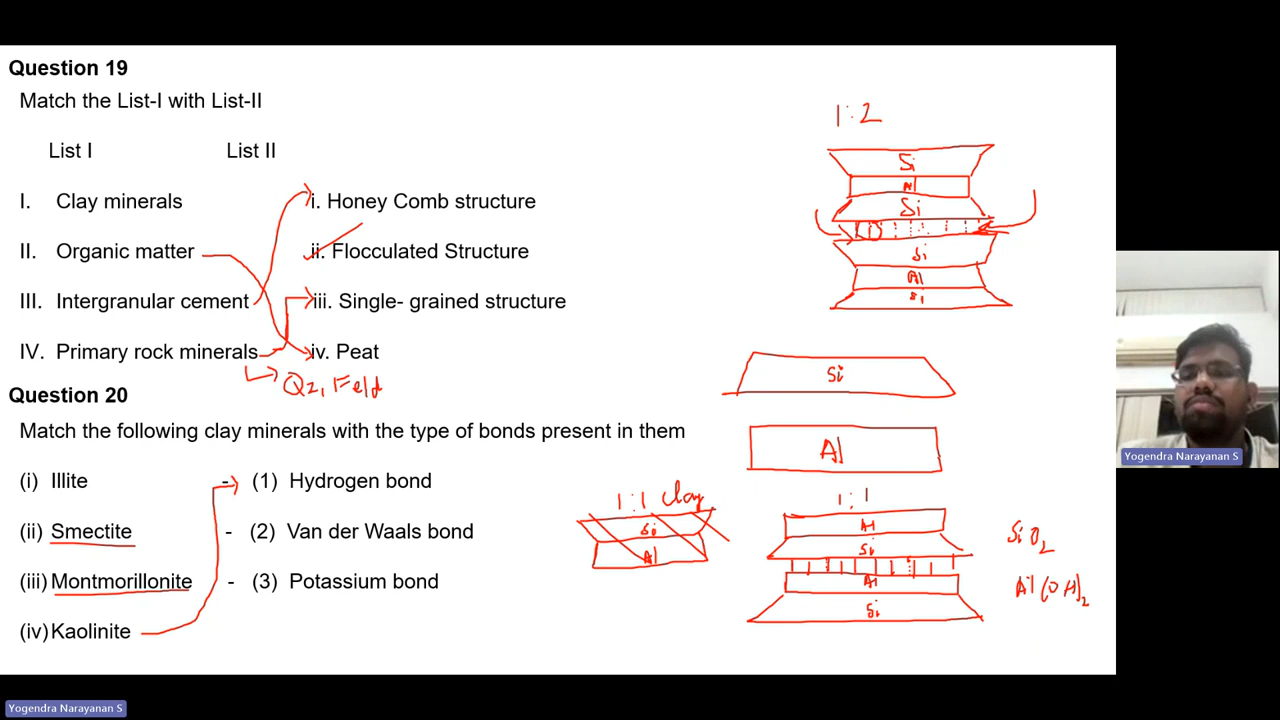 Question 19
Match the List-I with List-II
List I List II
I. Clay minerals i. Honey Comb structure
II. Organic matter ii. Flocculated Structure
III. Intergranular cement iii. Single- grained structure
IV. Primary rock minerals iv. Peat
Qz, Feld
Question 20
Match the following clay minerals with the type of bonds present in them
(i) Illite - (1) Hydrogen bond
(ii) Smectite - (2) Van der Waals bond
(iii) Montmorillonite - (3) Potassium bond
(iv) Kaolinite
1:2
Si
Al
Si
Si
Al
Si
Si
Al
1:1 clay
Si
Al
1:1
Al
Si
Al
Si
SiO2
Al(OH)2
Yogendra Narayanan S
Yogendra Narayanan S